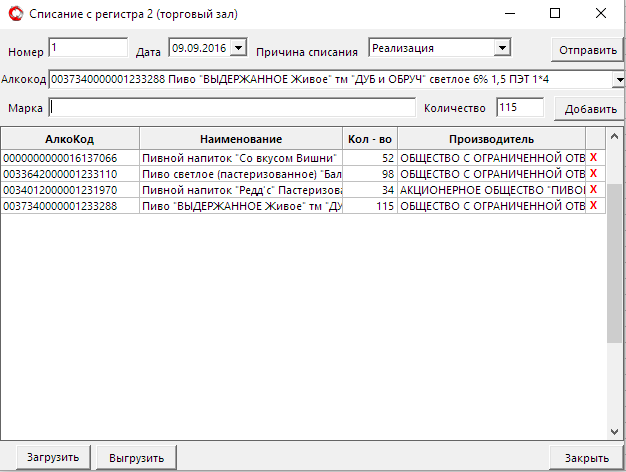 Списание с регистра 2 (торговый зал)
Номер 1 Дата 09.09.2016 Причина списания Реализация Отправить
Алкокод 0037340000001233288 Пиво "ВЫДЕРЖАННОЕ Живое" тм "ДУБ и ОБРУЧ" светлое 6% 1,5 ПЭТ 1*4
Марка Количество 115 Добавить
АлкоКод Наименование Кол - во Производитель
0000000000016137066 Пивной напиток "Со вкусом Вишни" 52 ОБЩЕСТВО С ОГРАНИЧЕННОЙ ОТВ X
0033642000001233110 Пиво светлое (пастеризованное) "Бал 98 ОБЩЕСТВО С ОГРАНИЧЕННОЙ ОТВ X
0034012000001231970 Пивной напиток "Редд'с" Пастеризова 34 АКЦИОНЕРНОЕ ОБЩЕСТВО "ПИВО X
0037340000001233288 Пиво "ВЫДЕРЖАННОЕ Живое" тм "ДУ 115 ОБЩЕСТВО С ОГРАНИЧЕННОЙ ОТВ X
Загрузить Выгрузить Закрыть